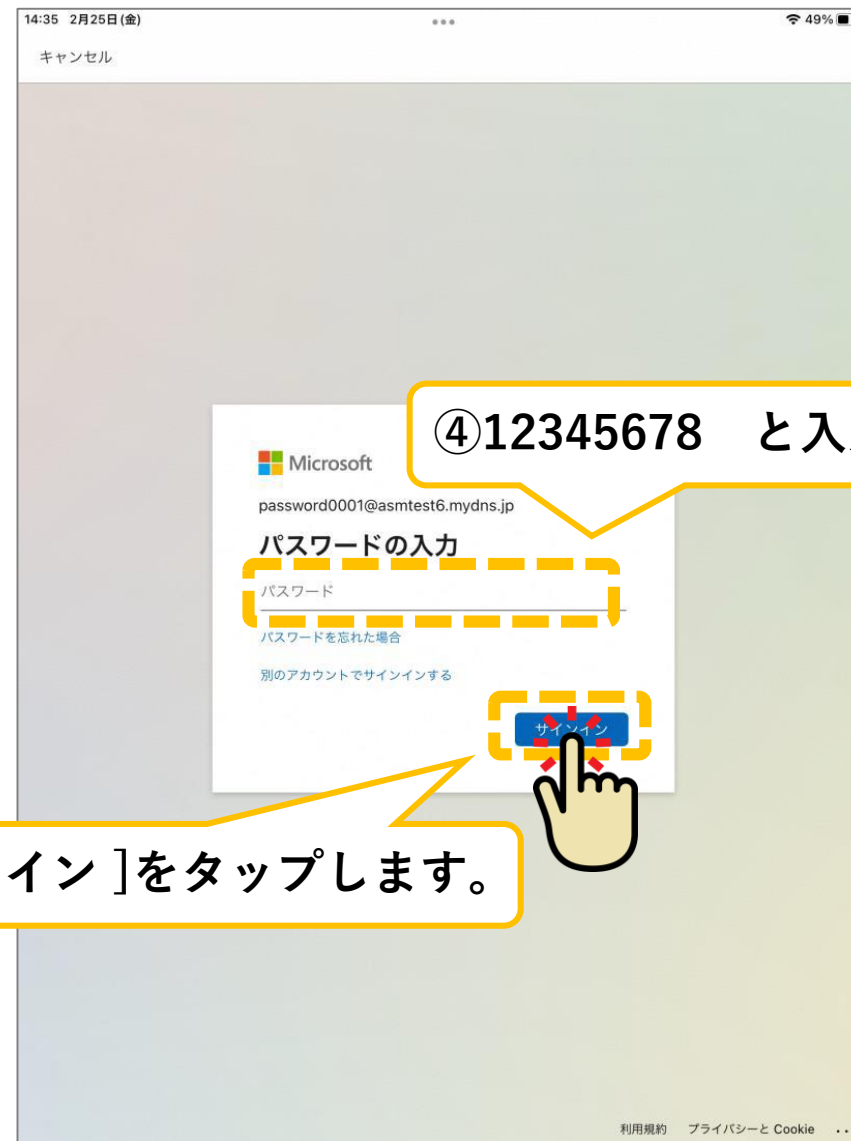 14:35 2月25日(金)
49%
キャンセル
④12345678 と入
Microsoft
password0001@asmtest6.mydns.jp
パスワードの入力
パスワード
パスワードを忘れた場合
別のアカウントでサインインする
サインイン
イン ]をタップします。
利用規約 プライバシーと Cookie